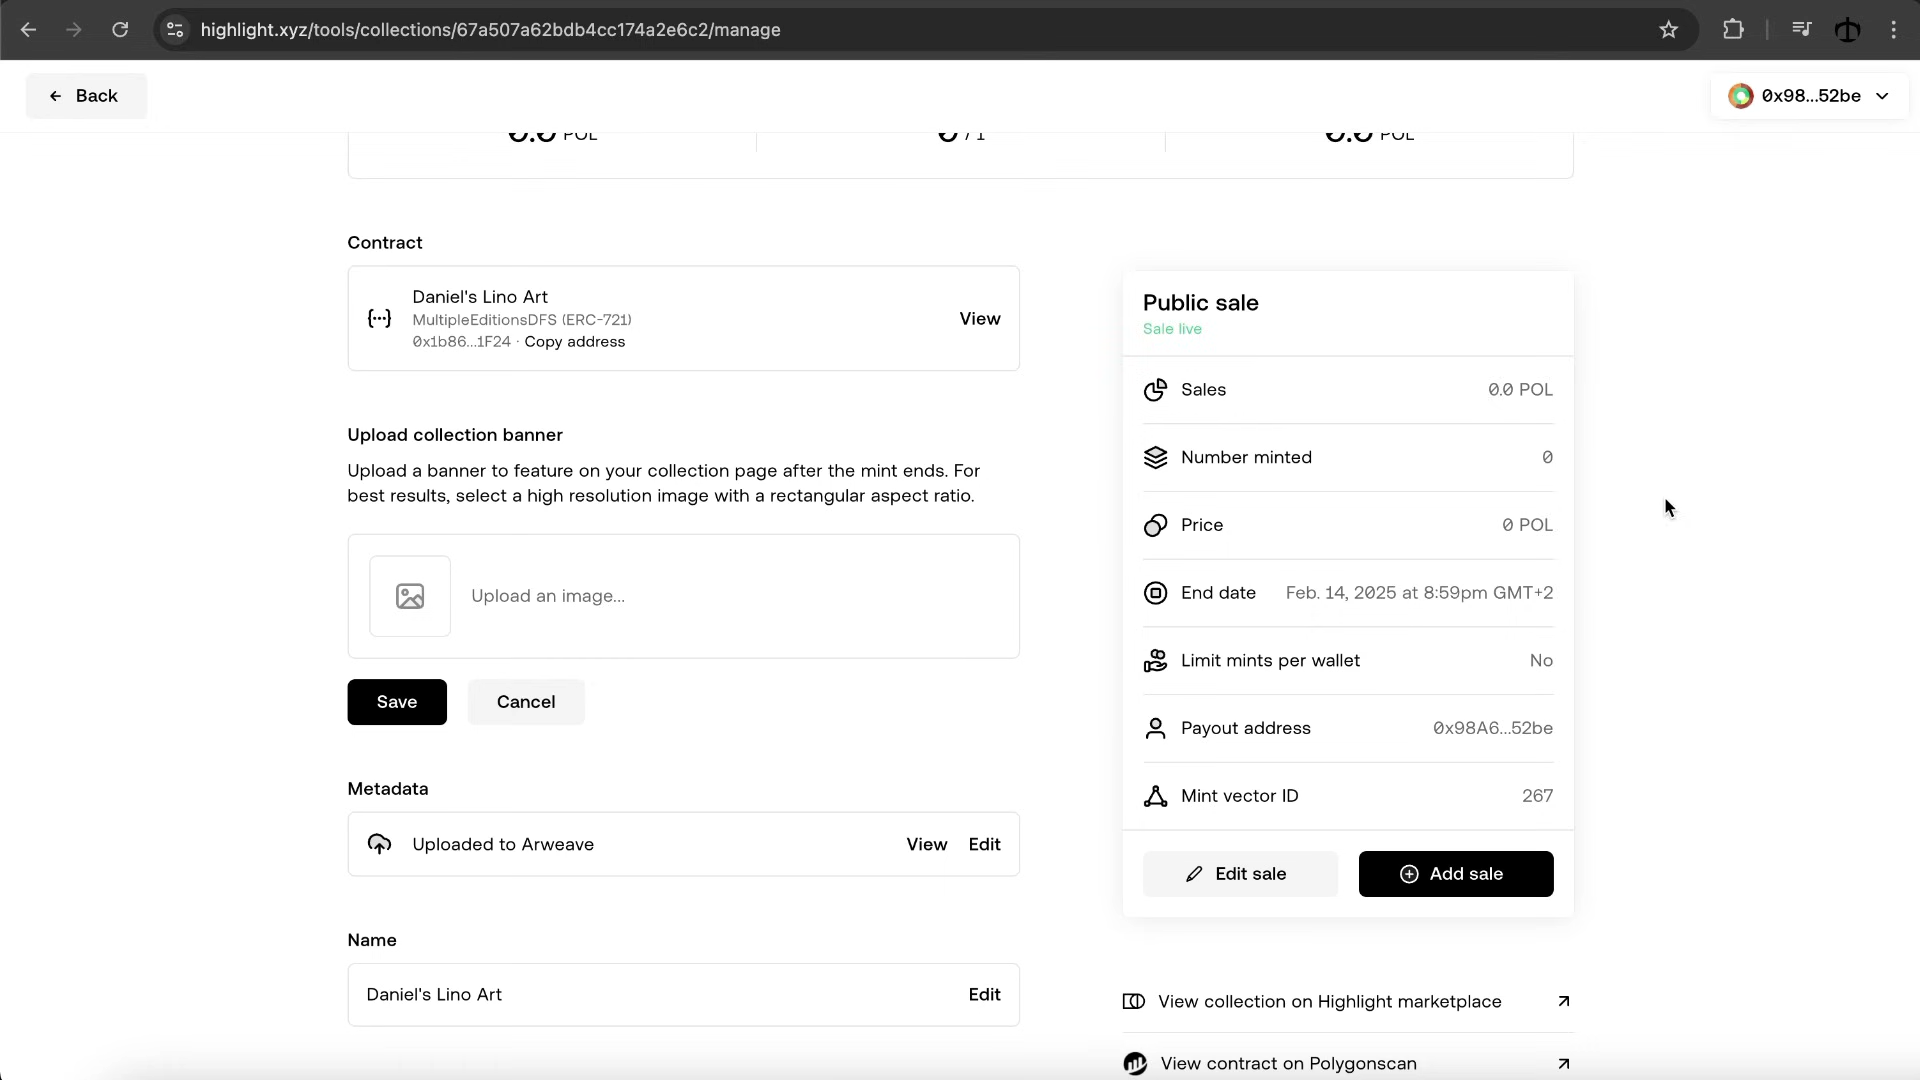 highlight.xyz/tools/collections/67a507a62bdb4cc174a2e6c2/manage
Back
0x98...52be
0.0 POL
0 / 1
0.0 POL
Contract
Daniel's Lino Art
MultipleEditionsDFS (ERC-721)
0x1b86...1F24 · Copy address
View
Upload collection banner
Upload a banner to feature on your collection page after the mint ends. For
best results, select a high resolution image with a rectangular aspect ratio.
Upload an image...
Save
Cancel
Metadata
Uploaded to Arweave
View
Edit
Name
Daniel's Lino Art
Edit
Public sale
Sale live
Sales
0.0 POL
Number minted
0
Price
0 POL
End date
Feb. 14, 2025 at 8:59pm GMT+2
Limit mints per wallet
No
Payout address
0x98A6...52be
Mint vector ID
267
Edit sale
Add sale
View collection on Highlight marketplace
View contract on Polygonscan